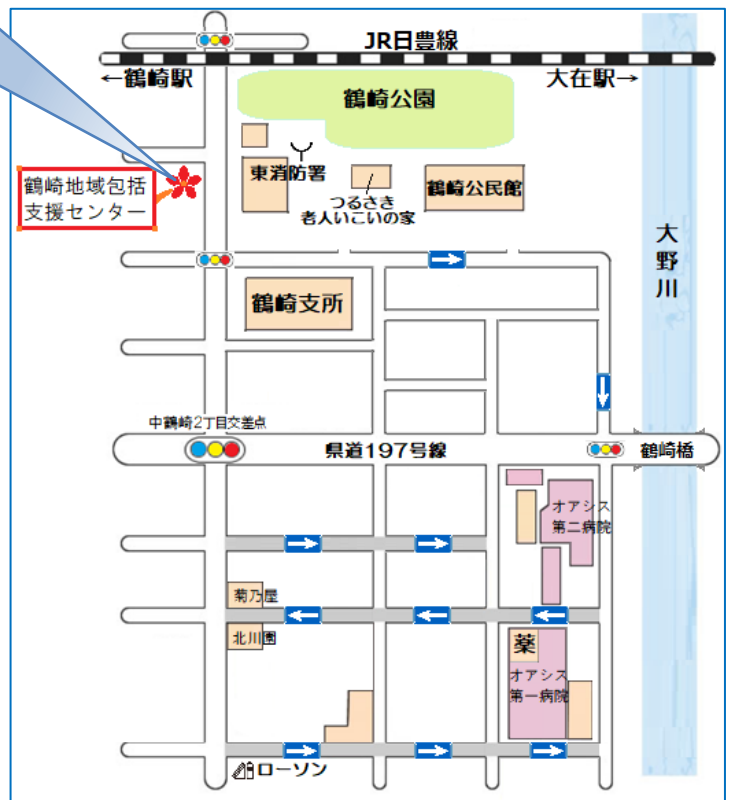 JR日豊線
←鶴崎駅
大在駅→
鶴崎公園
東消防署
つるさき
老人いこいの家
鶴崎公民館
鶴崎地域包括
支援センター
大野川
鶴崎支所
中鶴崎2丁目交差点
県道197号線
鶴崎橋
オアシス
第二病院
菊乃屋
北川園
薬
オアシス
第一病院
ローソン